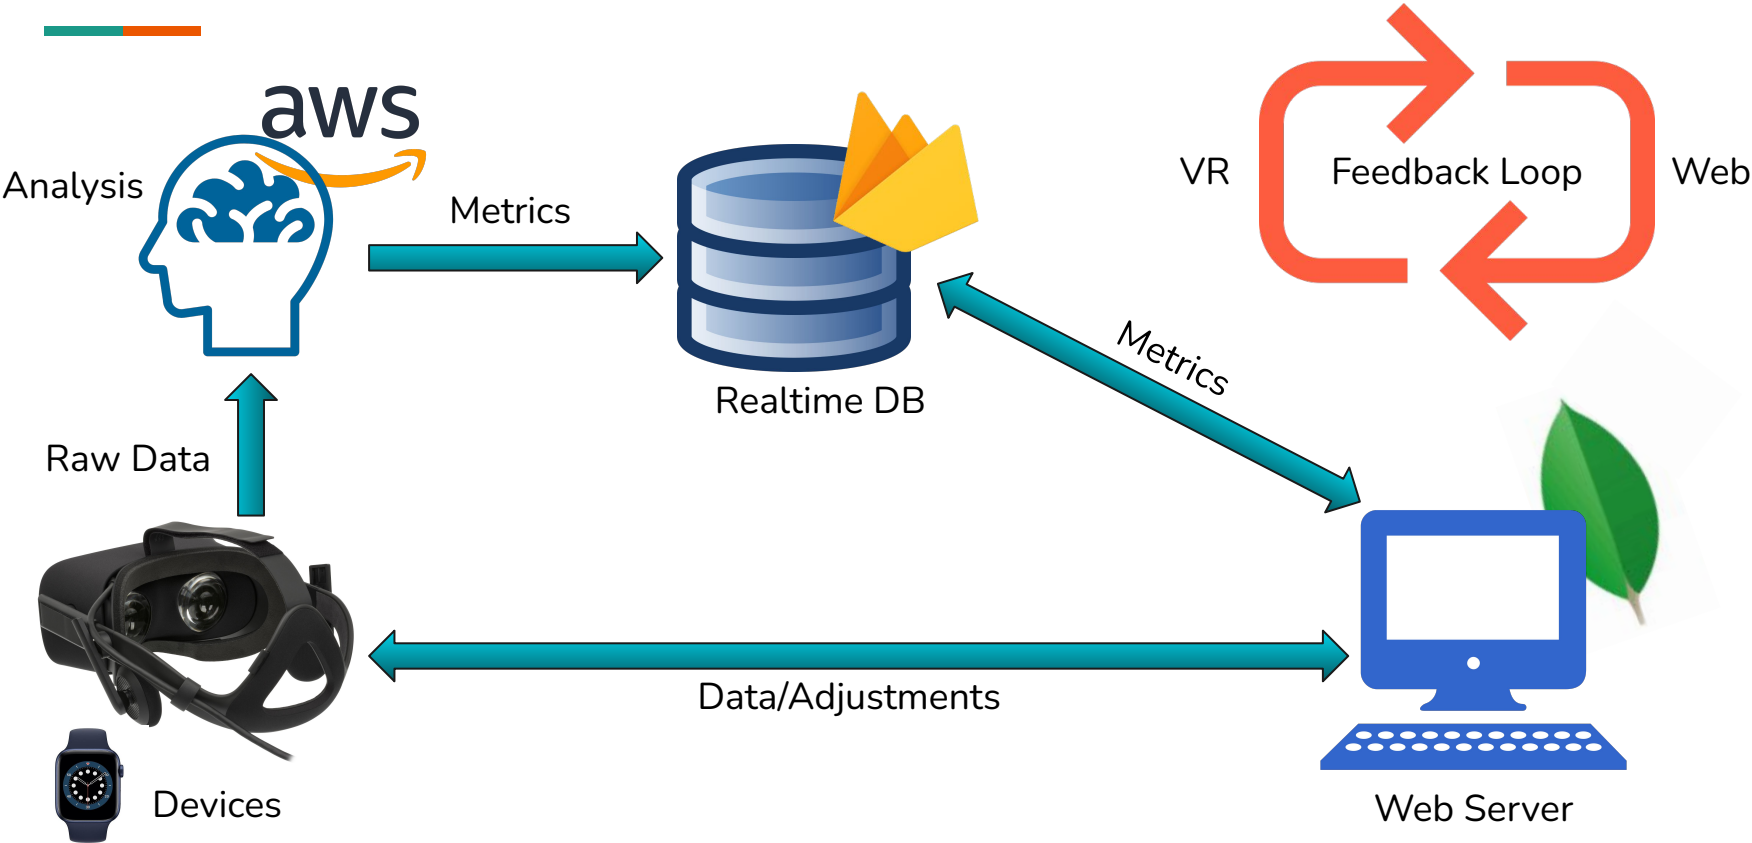 aws
Analysis
Metrics
VR
Feedback Loop
Web
Metrics
Realtime DB
Raw Data
Data/Adjustments
Devices
Web Server